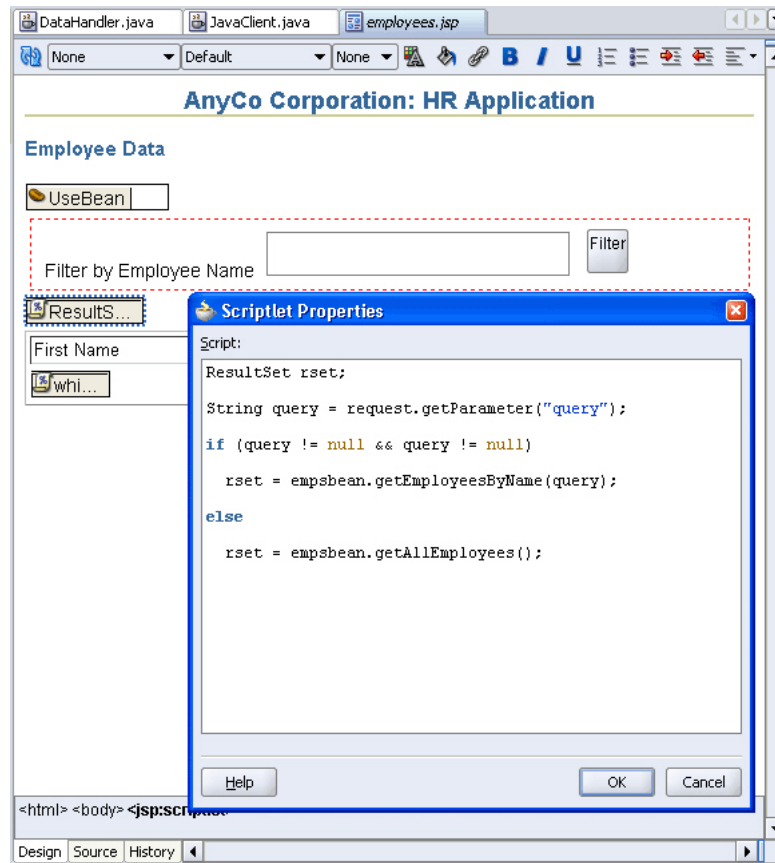 DataHandler.java JavaClient.java employees.jsp
None Default None B I U
AnyCo Corporation: HR Application
Employee Data
UseBean
Filter by Employee Name Filter
ResultS...
First Name
whi...
Scriptlet Properties
Script:
ResultSet rset;
String query = request.getParameter("query");
if (query != null && query != null)
rset = empsbean.getEmployeesByName(query);
else
rset = empsbean.getAllEmployees();
Help OK Cancel
<html> <body> <jsp:scriptlet>
Design Source History